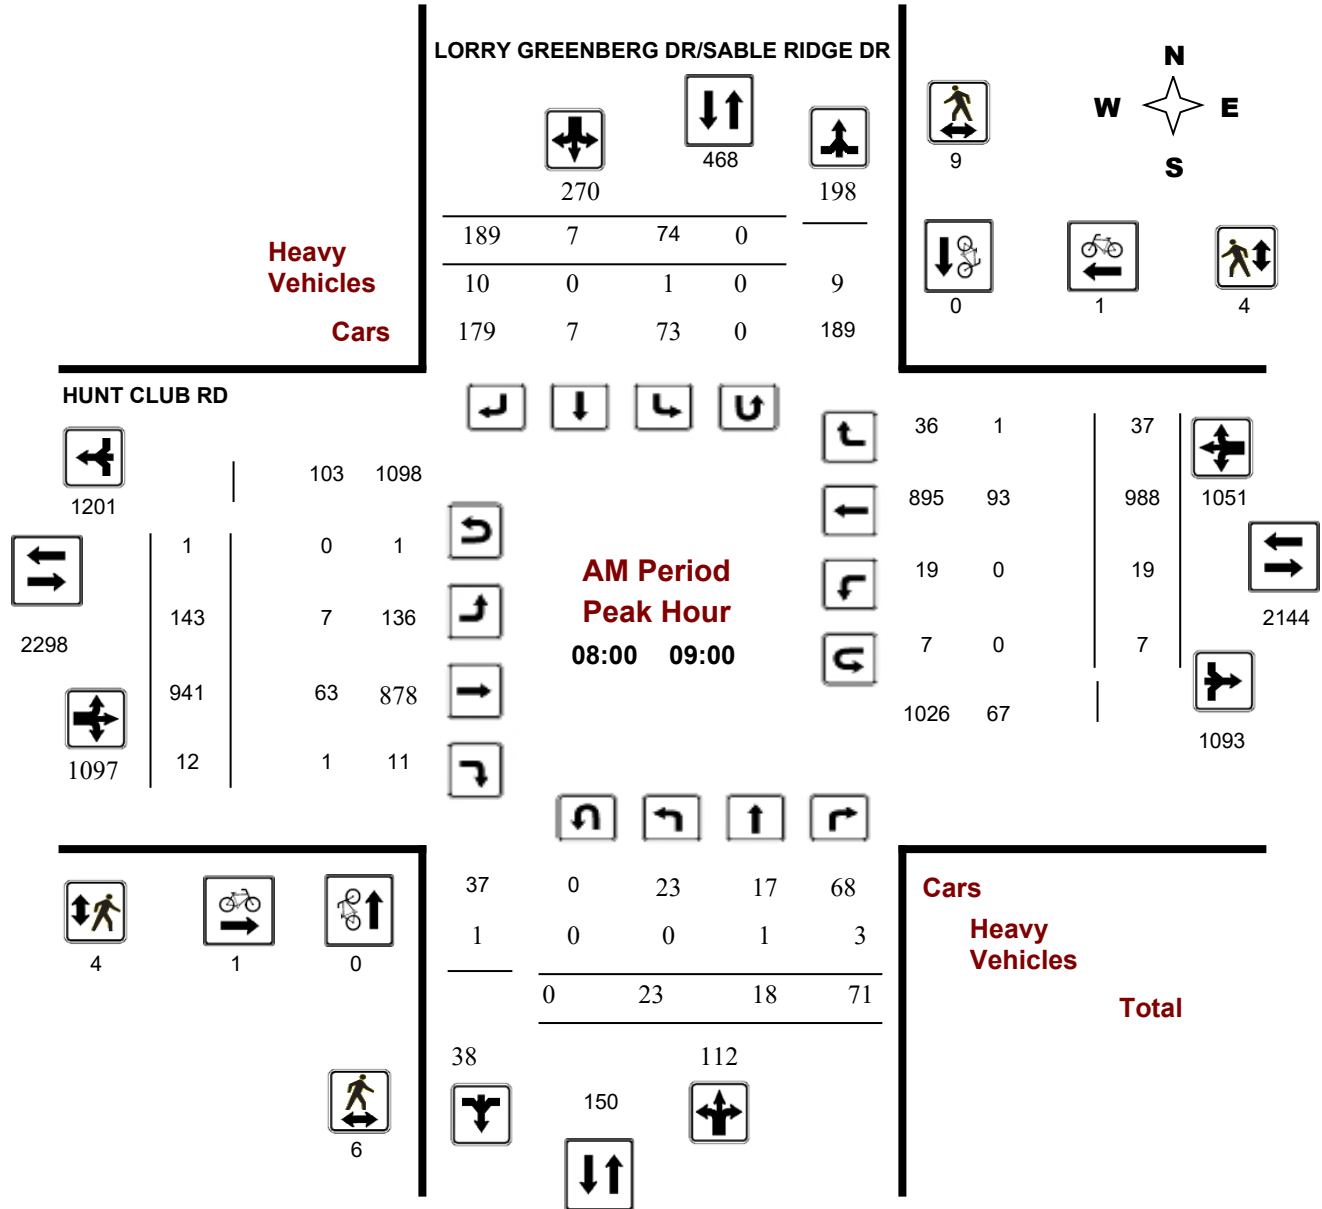 LORRY GREENBERG DR/SABLE RIDGE DR
N
W E
S
468
9
270 198
189 7 74 0
Heavy
Vehicles
10 0 1 0 9
0 1 4
Cars
179 7 73 0 189
HUNT CLUB RD
36 1 37
103 1098
1201
895 93 988 1051
1 0 1
AM Period
19 0 19
Peak Hour
143 7 136
2144
2298
08:00 09:00
7 0 7
941 63 878
1026 67
1093
1097 12 1 11
37 0 23 17 68
Cars
1 0 0 1 3
Heavy
Vehicles
4 1 0
0 23 18 71
Total
38 112
150
6